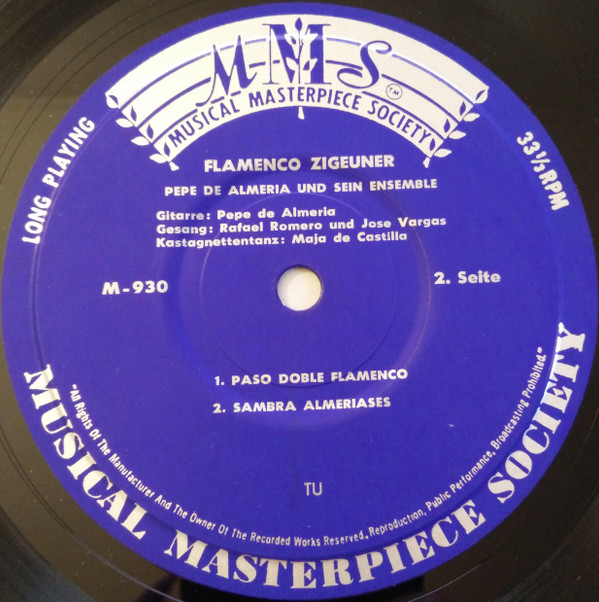 MMS
TM
MUSICAL MASTERPIECE SOCIETY
LONG PLAYING
33⅓ RPM
FLAMENCO ZIGEUNER
PEPE DE ALMERIA UND SEIN ENSEMBLE
Gitarre: Pepe de Almeria
Gesang: Rafael Romero und Jose Vargas
Kastagnettentanz: Maja de Castilla
M-930
2. Seite
1. PASO DOBLE FLAMENCO
2. SAMBRA ALMERIASES
TU
"All Rights Of The Manufacturer And The Owner Of The Recorded Works Reserved., Reproduction, Public Performance, Broadcasting Prohibited."
MUSICAL MASTERPIECE SOCIETY